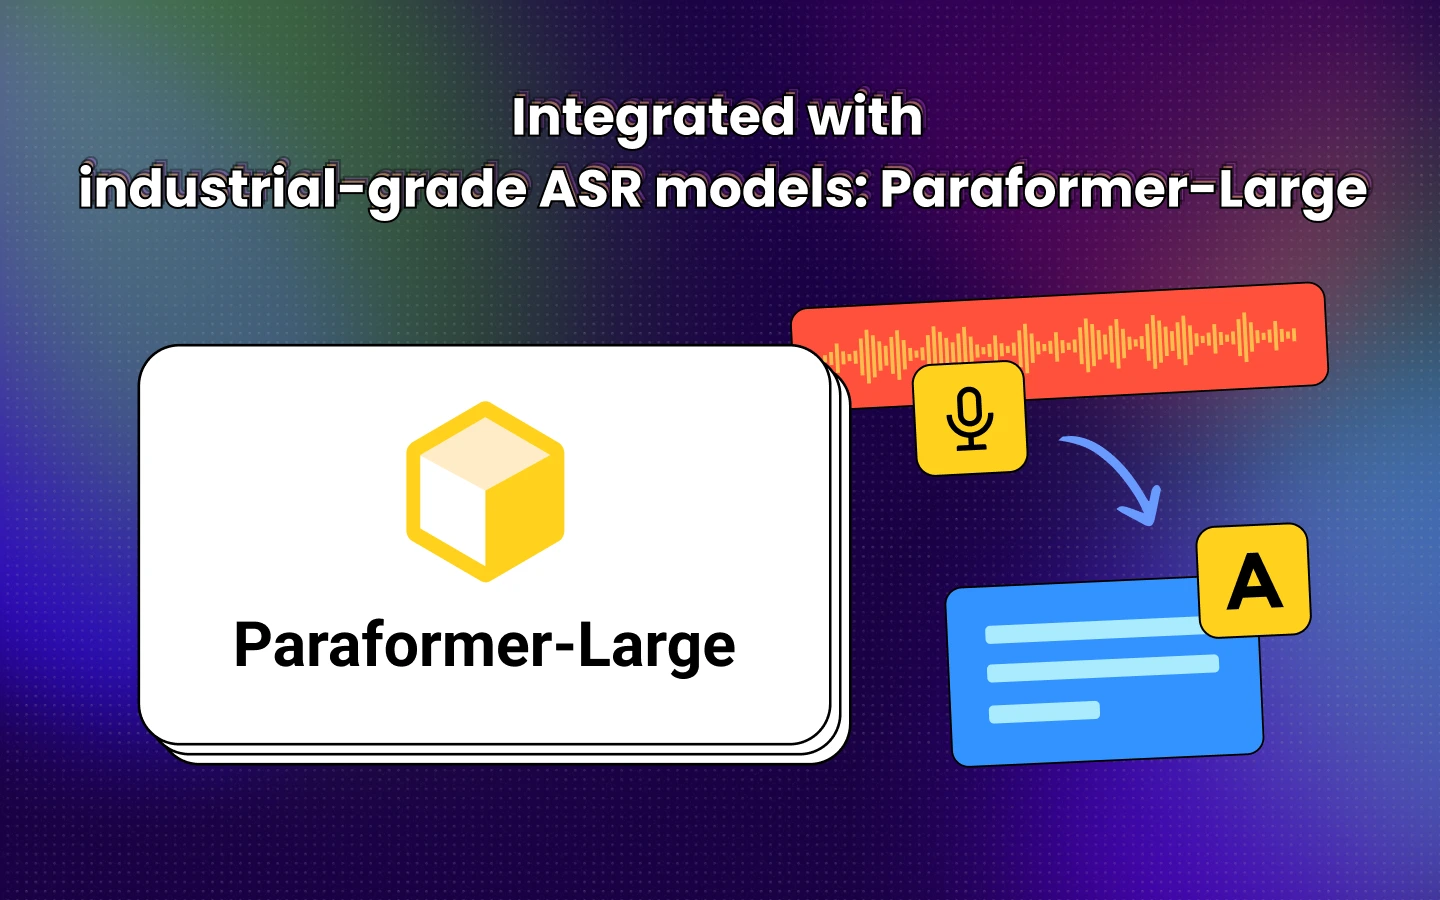 Integrated with
industrial-grade ASR models: Paraformer-Large
Paraformer-Large
A